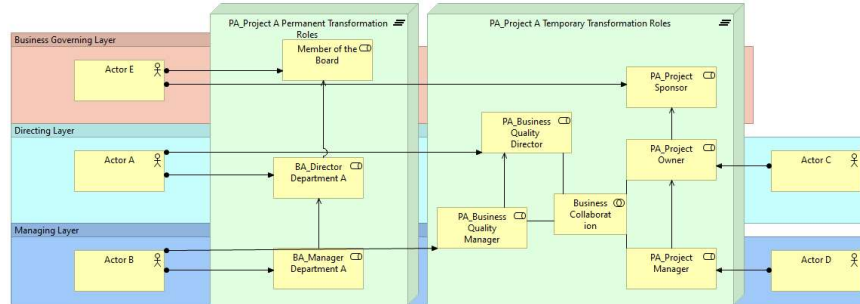 PA_Project A Permanent Transformation
Roles
PA_Project A Temporary Transformation Roles
Business Governing Layer
Member of the
Board
Actor E
PA_Project
Sponsor
Directing Layer
PA_Business
Quality
Director
Actor A
BA_Director
Department A
PA_Project
Owner
Actor C
PA_Business
Quality
Manager
Business
Collaborat
ion
Managing Layer
Actor B
BA_Manager
Department A
PA_Project
Manager
Actor D